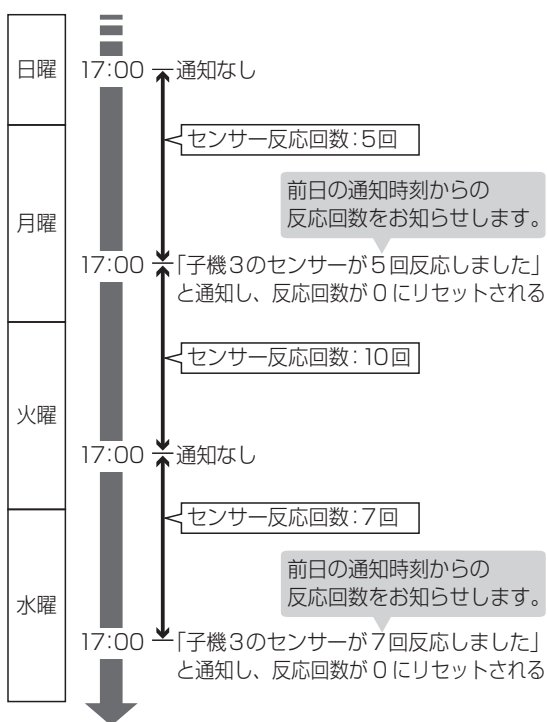 日曜
17:00 通知なし
センサー反応回数:5回
月曜
前日の通知時刻からの
反応回数をお知らせします。
17:00 「子機3のセンサーが5回反応しました」
と通知し、反応回数が0にリセットされる
センサー反応回数:10回
火曜
17:00 通知なし
センサー反応回数:7回
水曜
前日の通知時刻からの
反応回数をお知らせします。
17:00 「子機3のセンサーが7回反応しました」
と通知し、反応回数が0にリセットされる